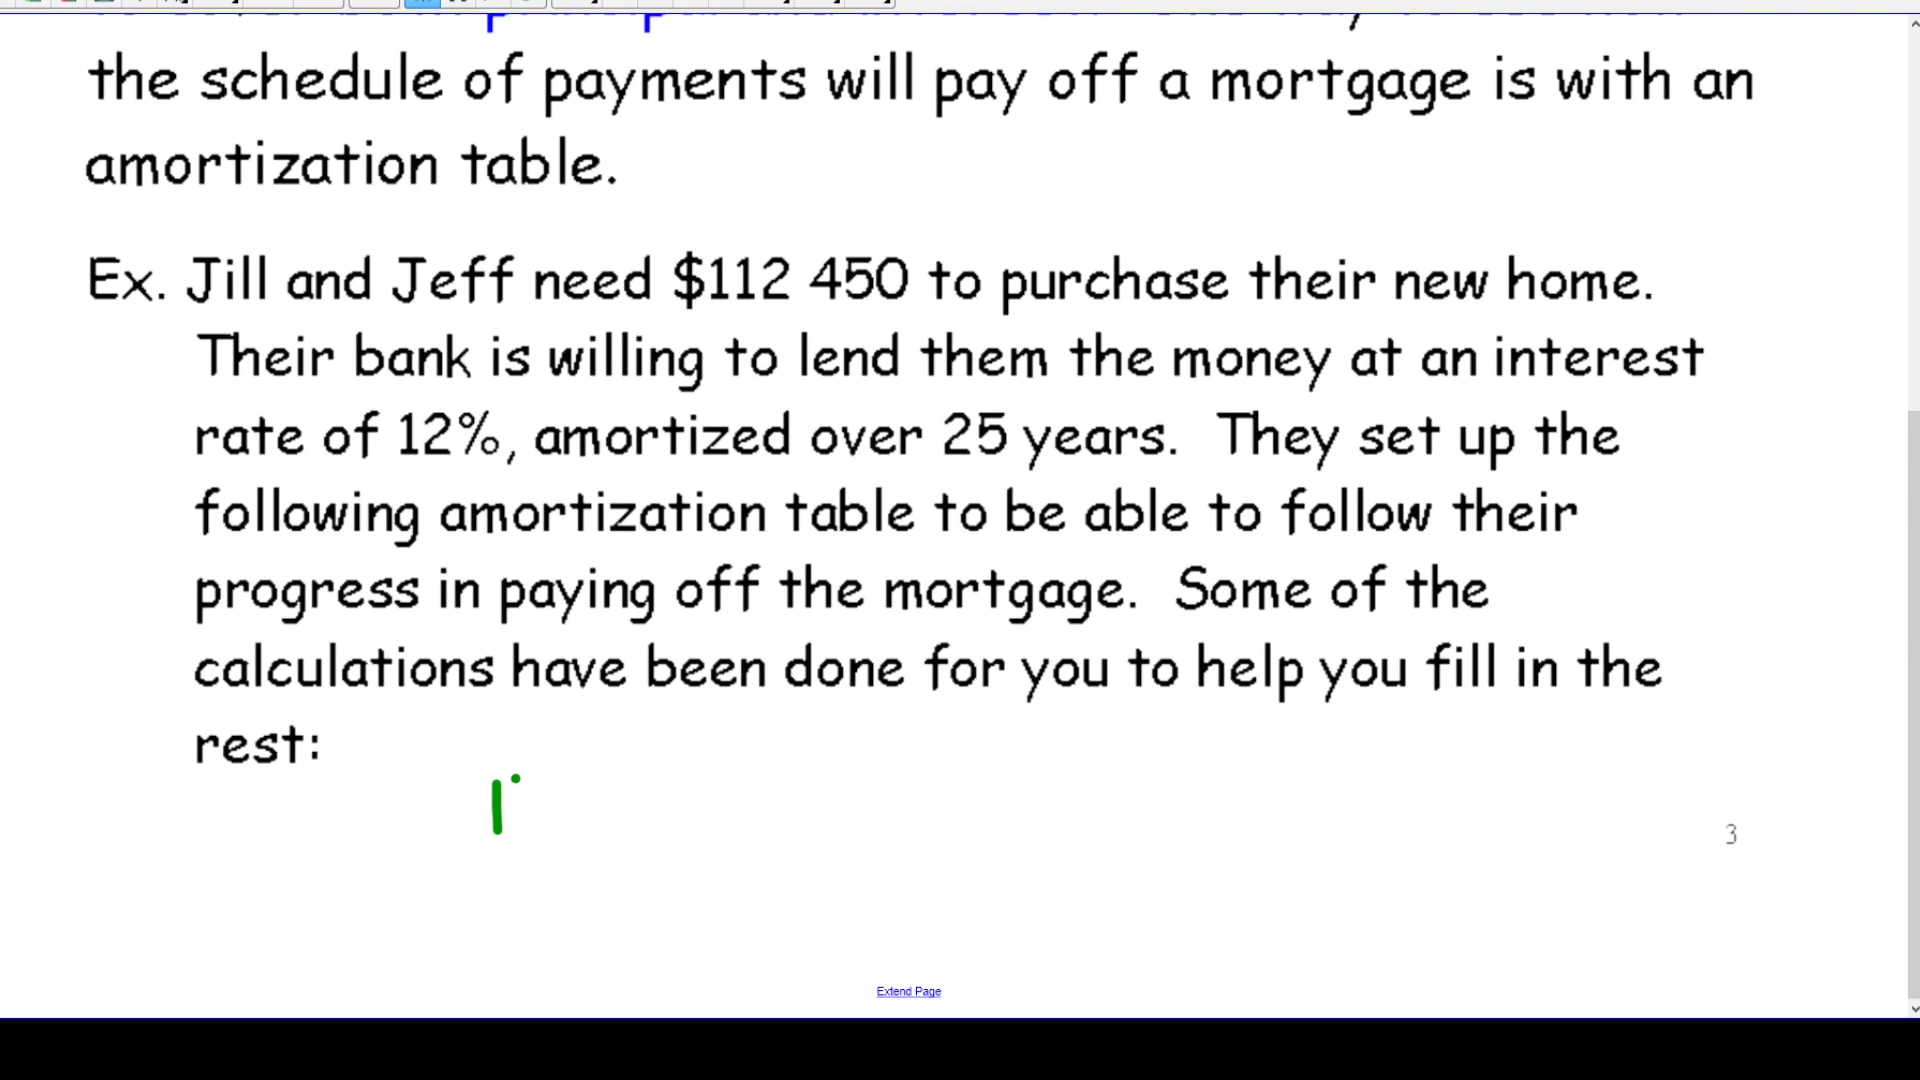 the schedule of payments will pay off a mortgage is with an
amortization table.
Ex. Jill and Jeff need $112 450 to purchase their new home.
Their bank is willing to lend them the money at an interest
rate of 12%, amortized over 25 years. They set up the
following amortization table to be able to follow their
progress in paying off the mortgage. Some of the
calculations have been done for you to help you fill in the
rest:
3
Extend Page